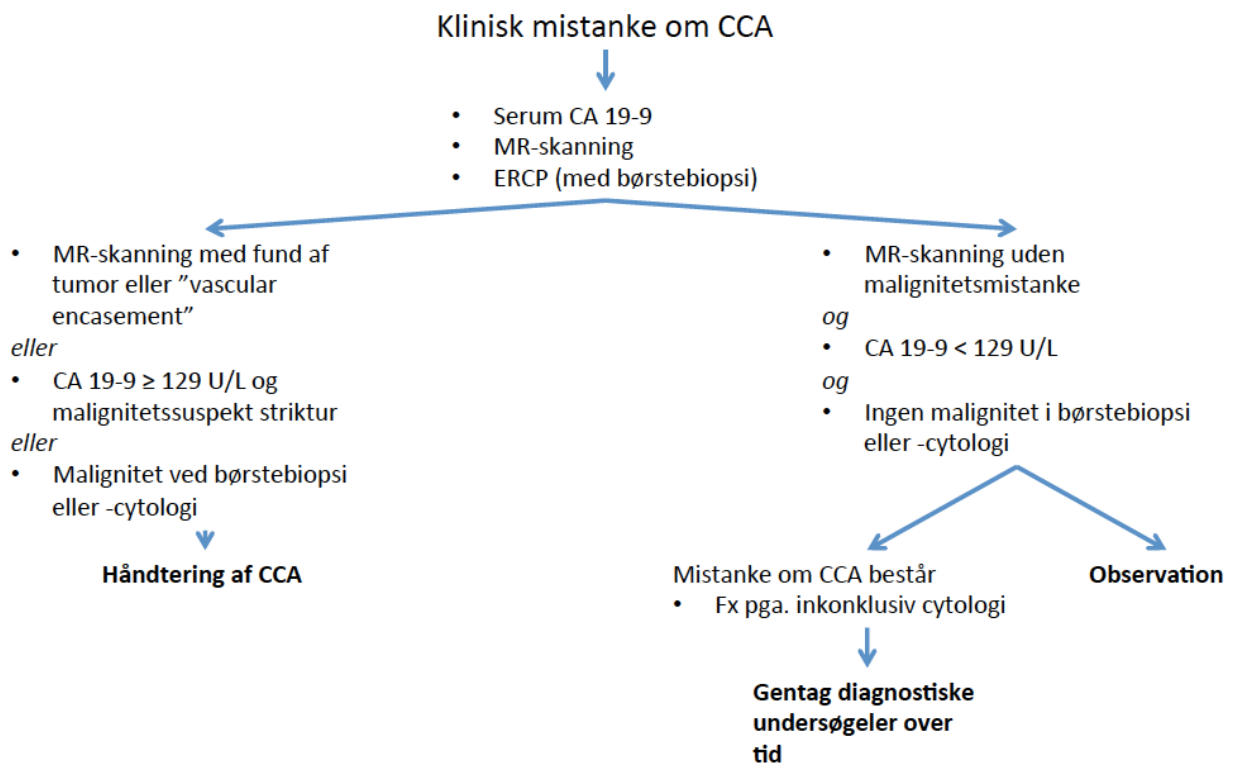 Klinisk mistanke om CCA
• Serum CA 19-9
• MR-skanning
• ERCP (med børstebiopsi)
• MR-skanning med fund af
tumor eller ”vascular
encasement”
eller
• CA 19-9 ≥ 129 U/L og
malignitetssuspekt striktur
eller
• Malignitet ved børstebiopsi
eller -cytologi
Håndtering af CCA
• MR-skanning uden
malignitetsmistanke
og
• CA 19-9 < 129 U/L
og
• Ingen malignitet i børstebiopsi
eller -cytologi
Mistanke om CCA består
• Fx pga. inkonklusiv cytologi
Gentag diagnostiske
undersøgeler over
tid
Observation